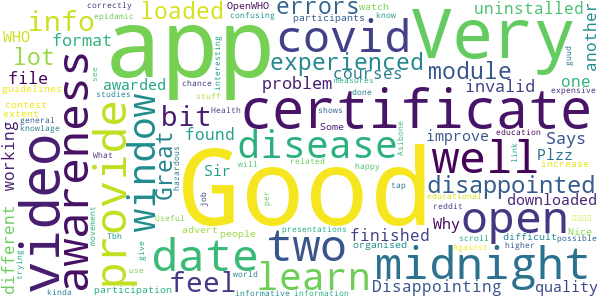 correctly
OpenWHO
watch
epidamic
confusing
participants
know
guud
info
loaded
errors
uninstalled
another
WHO
format
app
covid
Very
lot
experienced
courses
guidelines
see
file
awarded
problem
module
invalid
one
contest
studies
interesting
stuff
measures
done
expensive
extent
chance
Health
shows
bit
Some
certificate
general
knowlage
Great
found
disease
education
improve
Says
link
What
hazardous
Sir
Asibone
well
Plzz
increase
working
video
awareness
provide
window
Good
will
related
happy
tap
disappointed
educational
movement
job
per
Why
downloaded
reddit
Against
different
trying
Tbh
Useful
advert
people
date
two
finished
open
scroll
difficult
possible
Nice
give
participation
feel
learn
presentations
organised
midnight
higher
use
world
kinda
informative
information
Disappointing
quality